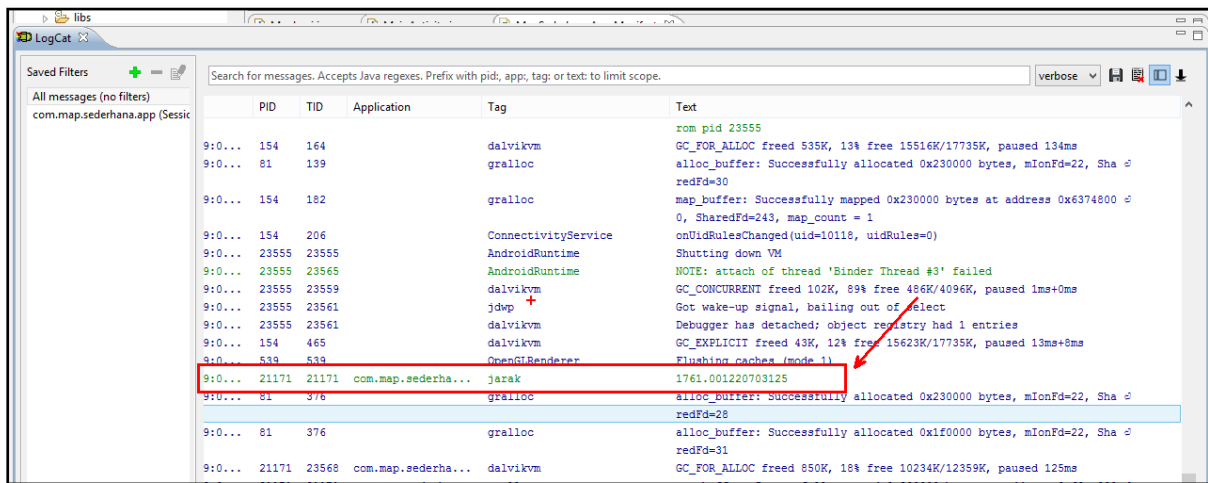 libs
LogCat
Saved Filters
Search for messages. Accepts Java regexes. Prefix with pid:, app:, tag: or text: to limit scope.
verbose
All messages (no filters)
com.map.sederhana.app (Sessic
PID TID Application Tag Text
rom pid 23555
9:0... 154 164 dalvikvm GC_FOR_ALLOC freed 535K, 13% free 15516K/17735K, paused 134ms
9:0... 81 139 gralloc alloc_buffer: Successfully allocated 0x230000 bytes, mIonFd=22, Sha
redFd=30
9:0... 154 182 gralloc map_buffer: Successfully mapped 0x230000 bytes at address 0x6374800
0, SharedFd=243, map_count = 1
9:0... 154 206 ConnectivityService onUidRulesChanged(uid=10118, uidRules=0)
9:0... 23555 23555 AndroidRuntime Shutting down VM
9:0... 23555 23565 AndroidRuntime NOTE: attach of thread 'Binder Thread #3' failed
9:0... 23555 23559 dalvikvm GC_CONCURRENT freed 102K, 89% free 486K/4096K, paused 1ms+0ms
9:0... 23555 23561 jdwp Got wake-up signal, bailing out of select
9:0... 23555 23561 dalvikvm Debugger has detached; object registry had 1 entries
9:0... 154 465 dalvikvm GC_EXPLICIT freed 43K, 12% free 15623K/17735K, paused 13ms+8ms
9:0... 539 539 OpenGLRenderer Flushing caches (mode 1)
9:0... 21171 21171 com.map.sederha... jarak 1761.001220703125
9:0... 81 376 gralloc alloc_buffer: Successfully allocated 0x230000 bytes, mIonFd=22, Sha
redFd=28
9:0... 81 376 gralloc alloc_buffer: Successfully allocated 0x1f0000 bytes, mIonFd=22, Sha
redFd=31
9:0... 21171 23568 com.map.sederha... dalvikvm GC_FOR_ALLOC freed 850K, 18% free 10234K/12359K, paused 125ms